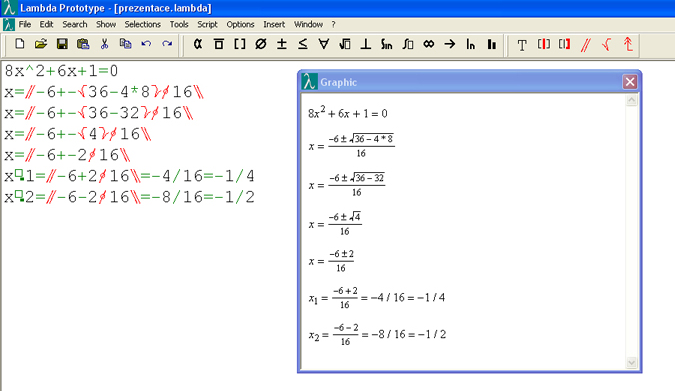 Lambda Prototype - [prezentace.lambda]
File Edit Search Show Selections Tools Script Options Insert Window ?
α π [] {} Ø ± ≤ ∀ √ ⊥ Sin ∫ ∞ → ln T
8x^2+6x+1=0
x=//-6+-√{36-4*8}/16\\
x=//-6+-√{36-32}/16\\
x=//-6+-√{4}/16\\
x=//-6+-2/16\\
x1=//-6+2/16\\=-4/16=-1/4
x2=//-6-2/16\\=-8/16=-1/2
Graphic
8x² + 6x + 1 = 0
x = (-6 ± √(36 - 4 * 8)) / 16
x = (-6 ± √(36 - 32)) / 16
x = (-6 ± √4) / 16
x = (-6 ± 2) / 16
x₁ = (-6 + 2) / 16 = -4 / 16 = -1 / 4
x₂ = (-6 - 2) / 16 = -8 / 16 = -1 / 2